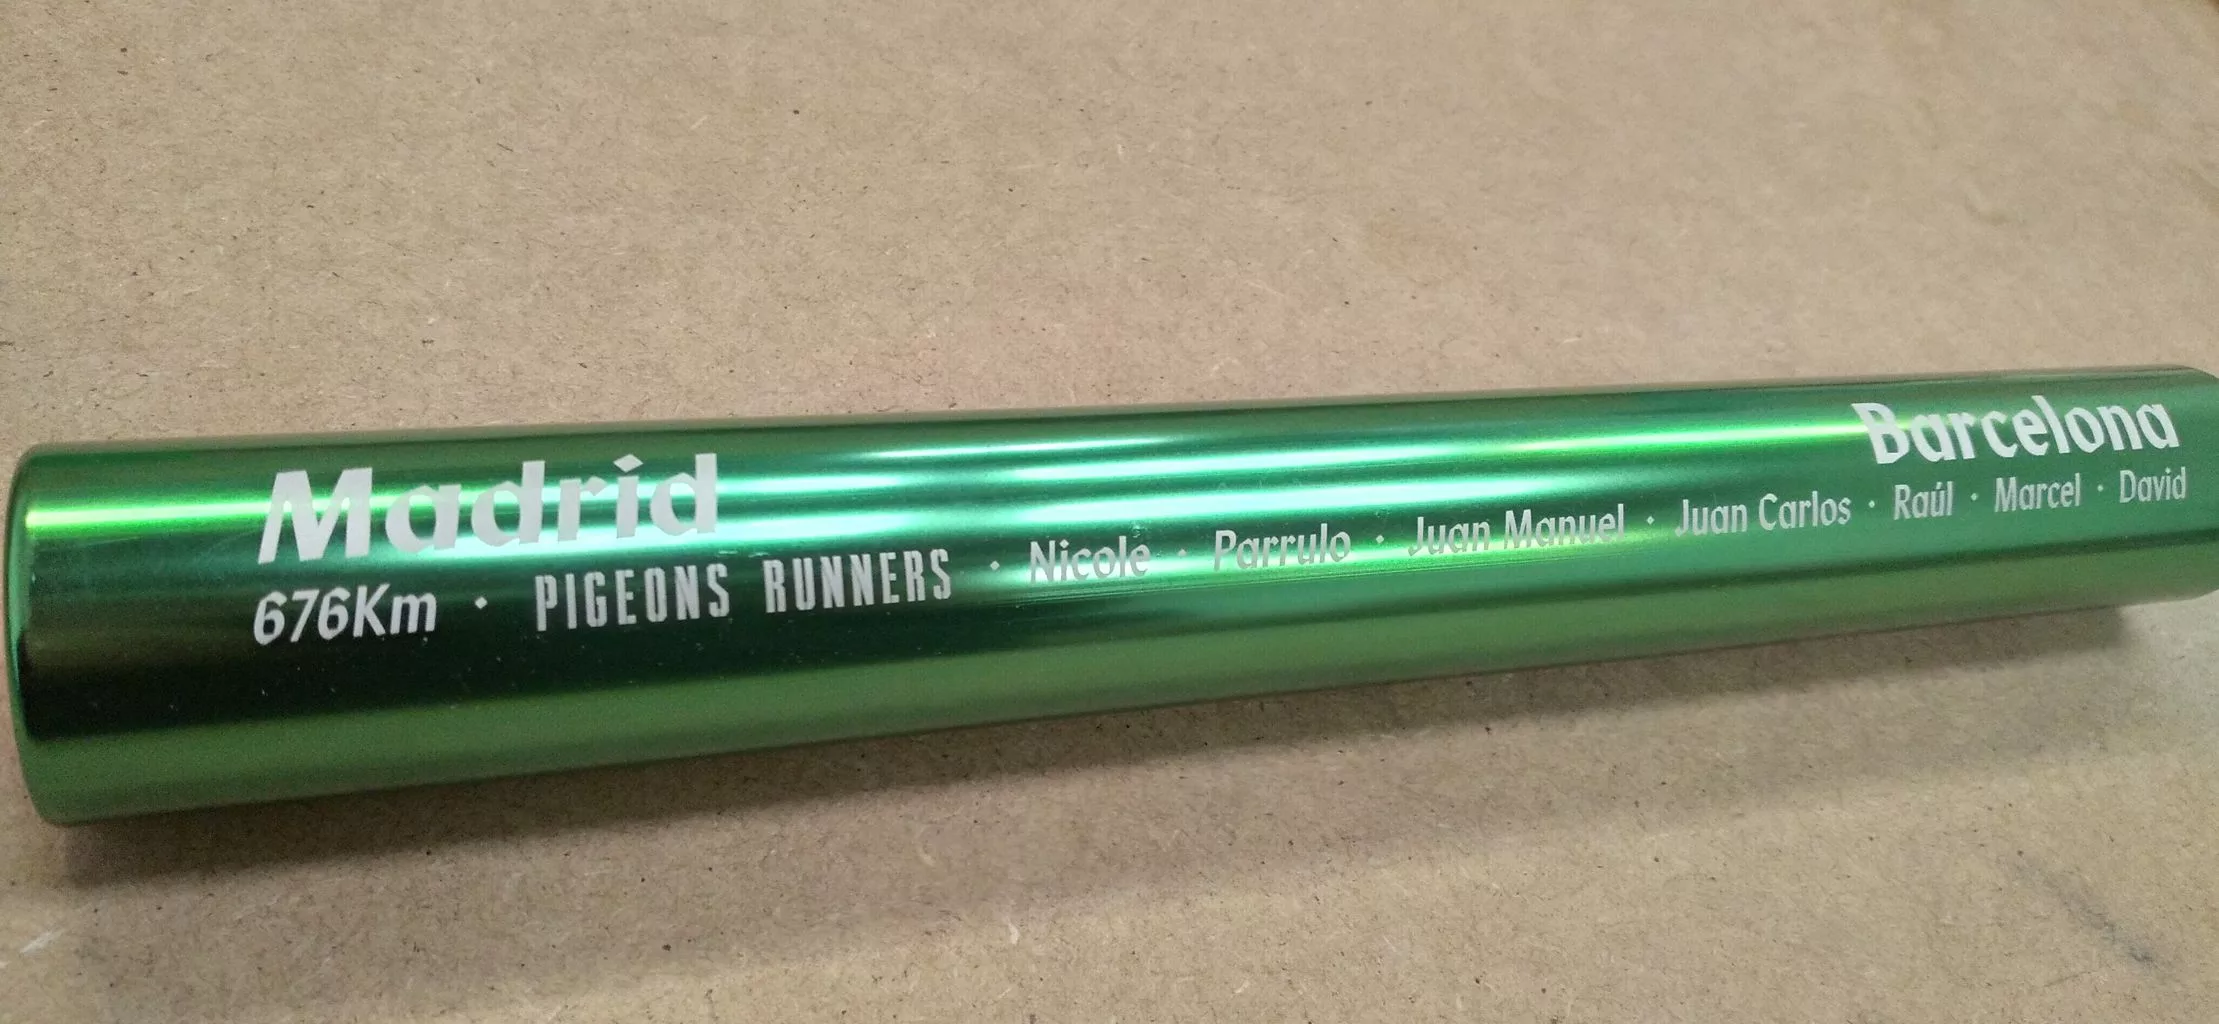 Madrid Barcelona
676Km · PIGEONS RUNNERS · Nicole · Parrulo · Juan Manuel · Juan Carlos · Raúl · Marcel · David